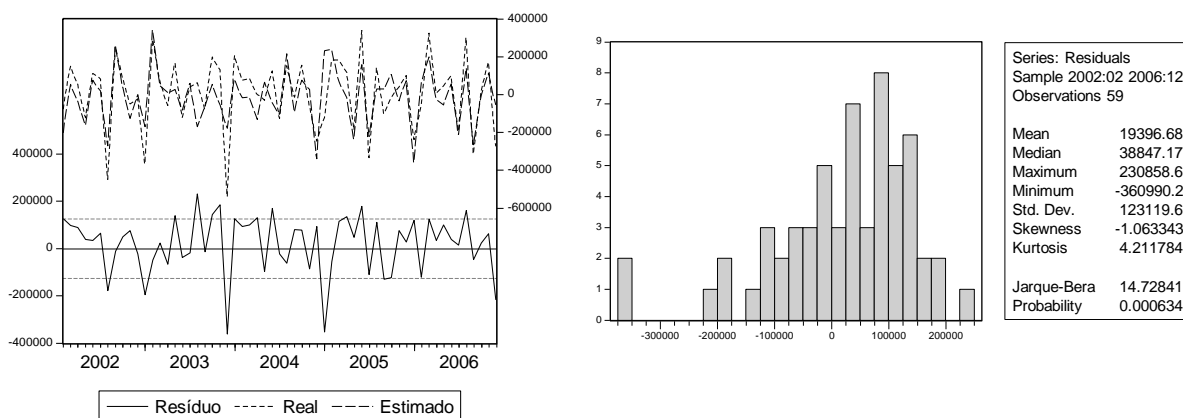 400000
200000
0
-200000
-400000
-600000
400000
200000
0
-200000
-400000
2002 2003 2004 2005 2006
Resíduo Real Estimado
9
8
7
6
5
4
3
2
1
0
-300000 -200000 -100000 0 100000 200000
Series: Residuals
Sample 2002:02 2006:12
Observations 59
Mean 19396.68
Median 38847.17
Maximum 230858.6
Minimum -360990.2
Std. Dev. 123119.6
Skewness -1.063343
Kurtosis 4.211784
Jarque-Bera 14.72841
Probability 0.000634